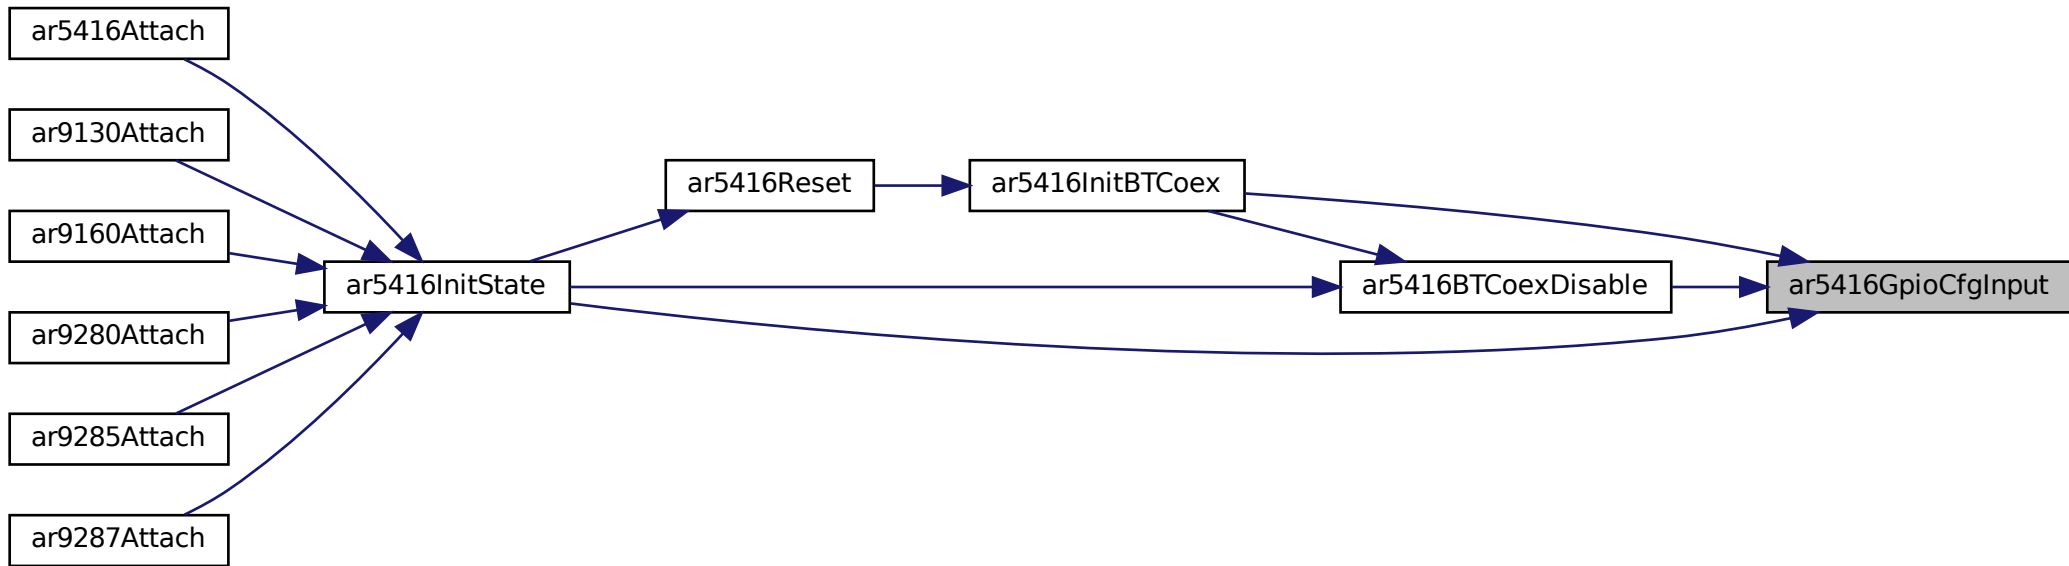 ar5416Attach
ar9130Attach
ar9160Attach
ar9280Attach
ar9285Attach
ar9287Attach
ar5416InitState
ar5416Reset
ar5416InitBTCoex
ar5416BTCoexDisable
ar5416GpioCfgInput